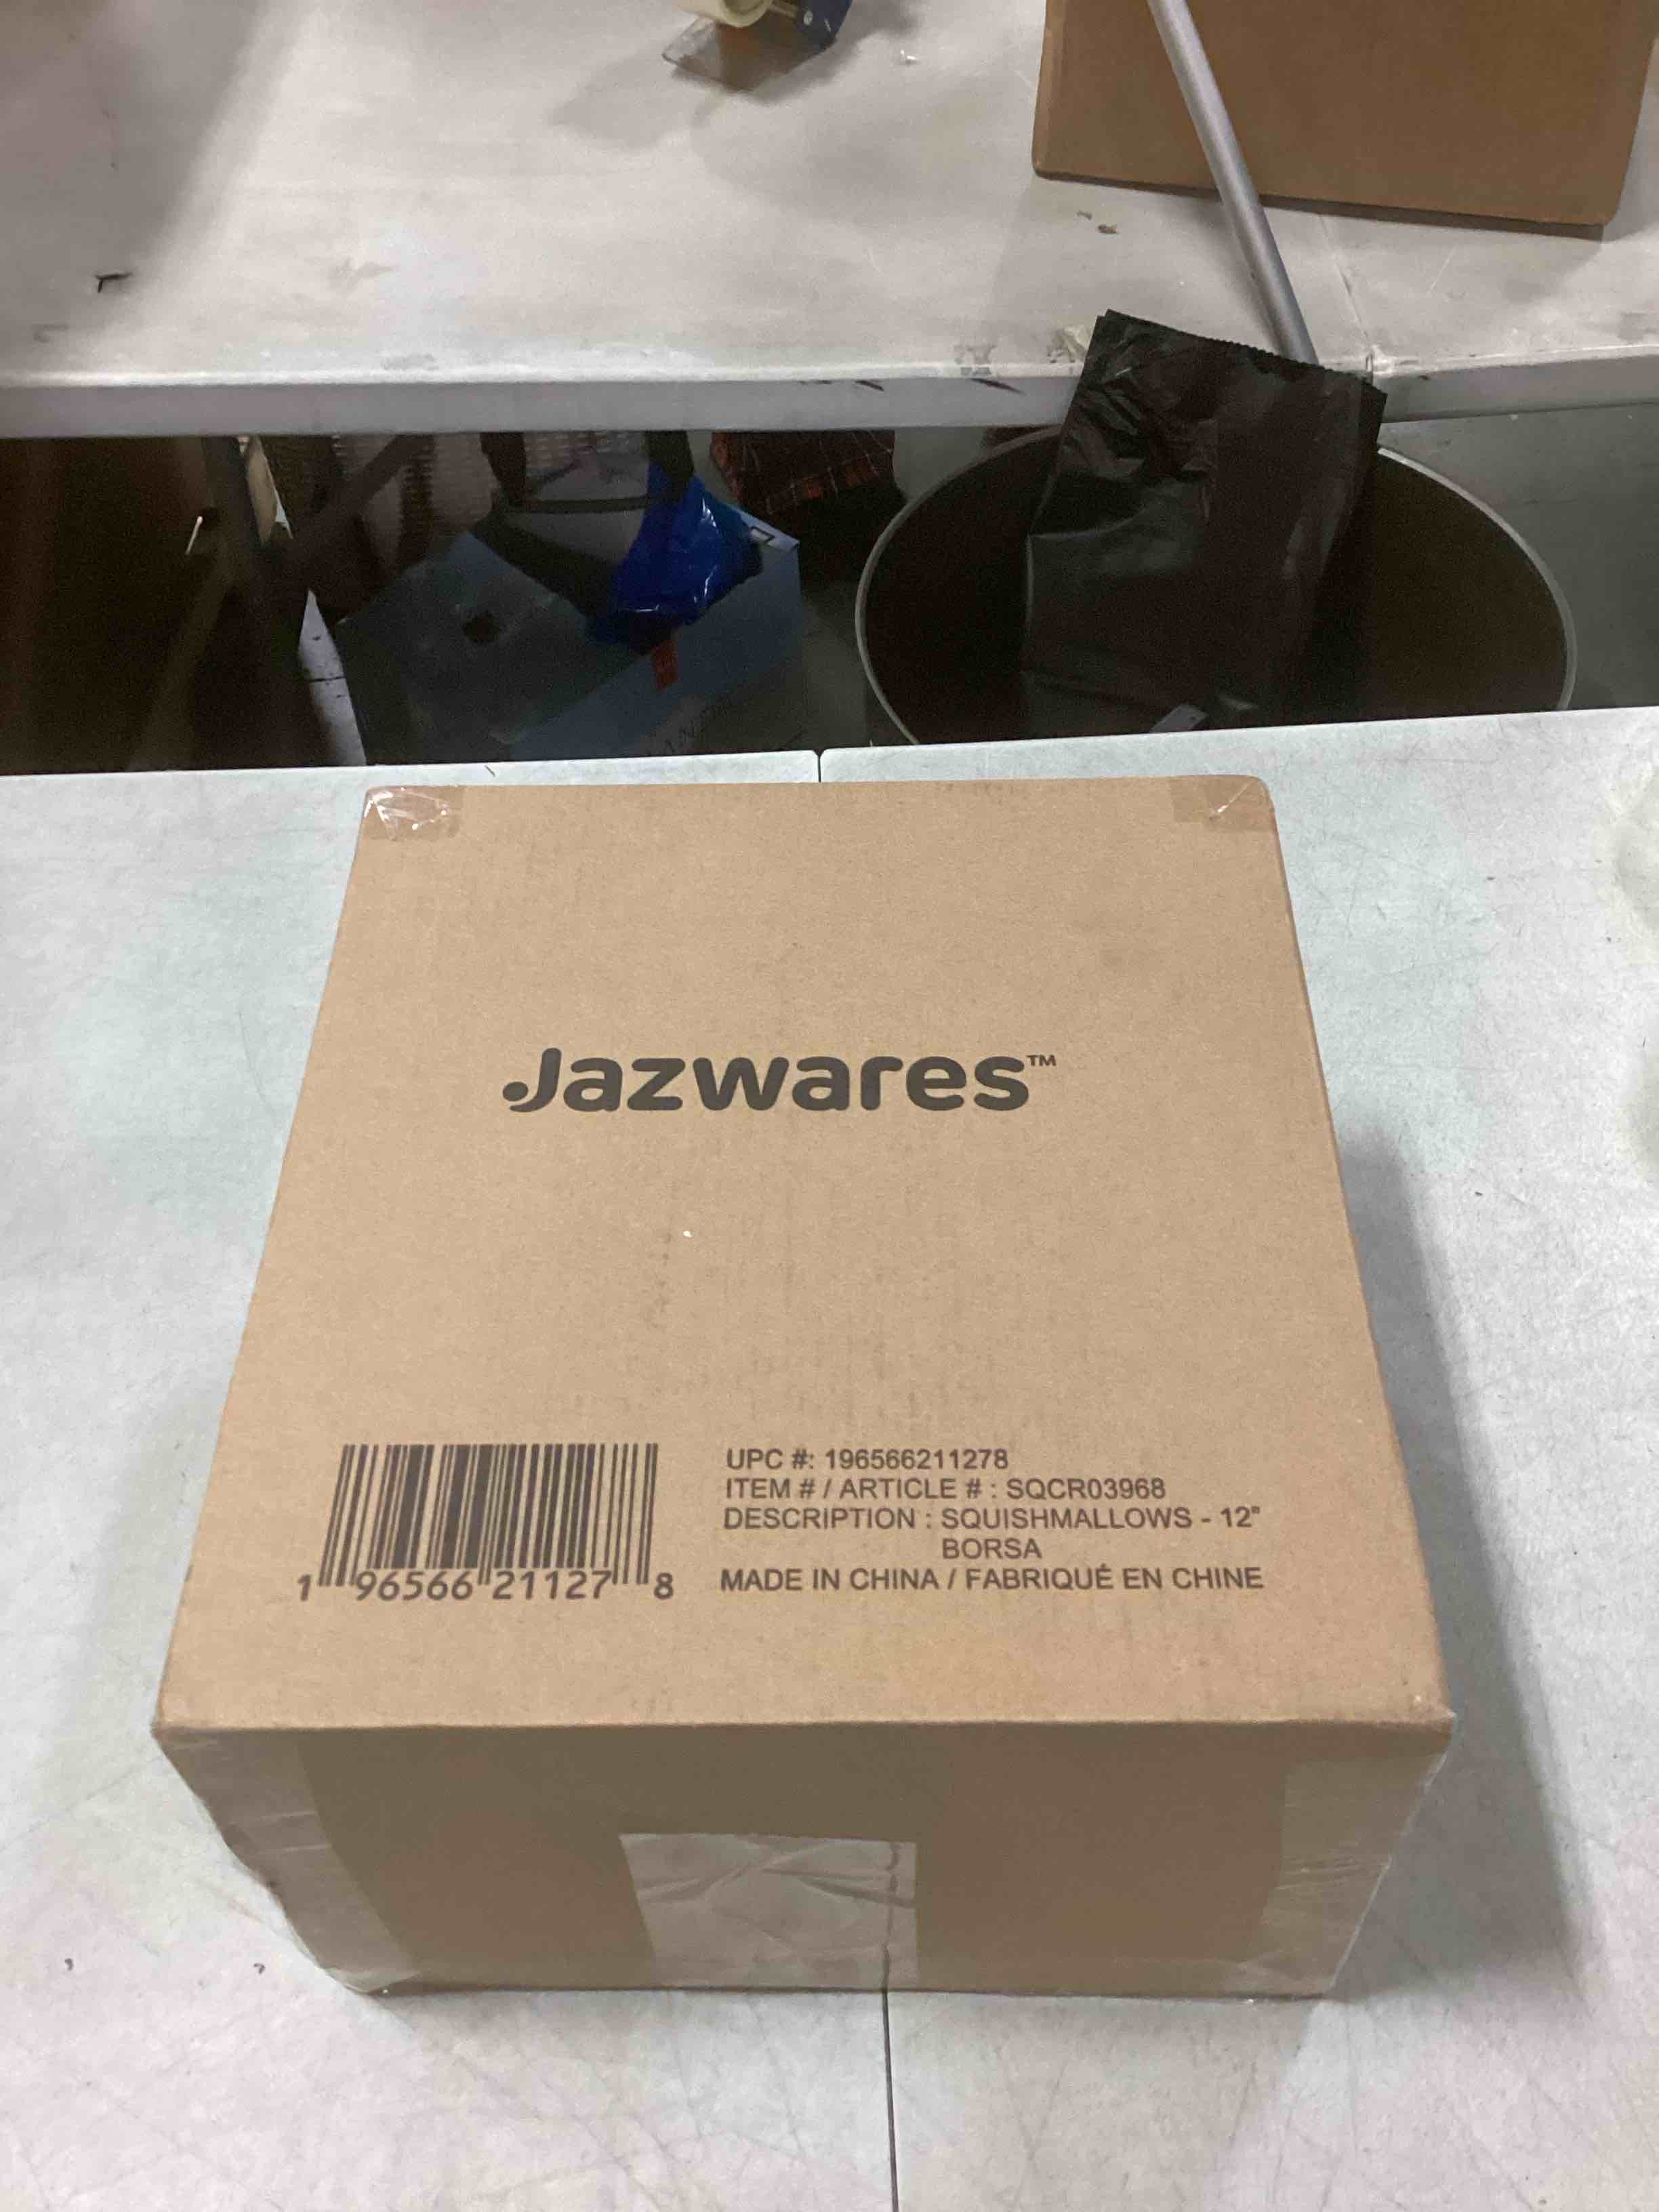 Jazwares™
UPC #: 196566211278
ITEM # / ARTICLE # : SQCR03968
DESCRIPTION : SQUISHMALLOWS - 12"
BORSA
MADE IN CHINA / FABRIQUÉ EN CHINE
1 96566 21127 8